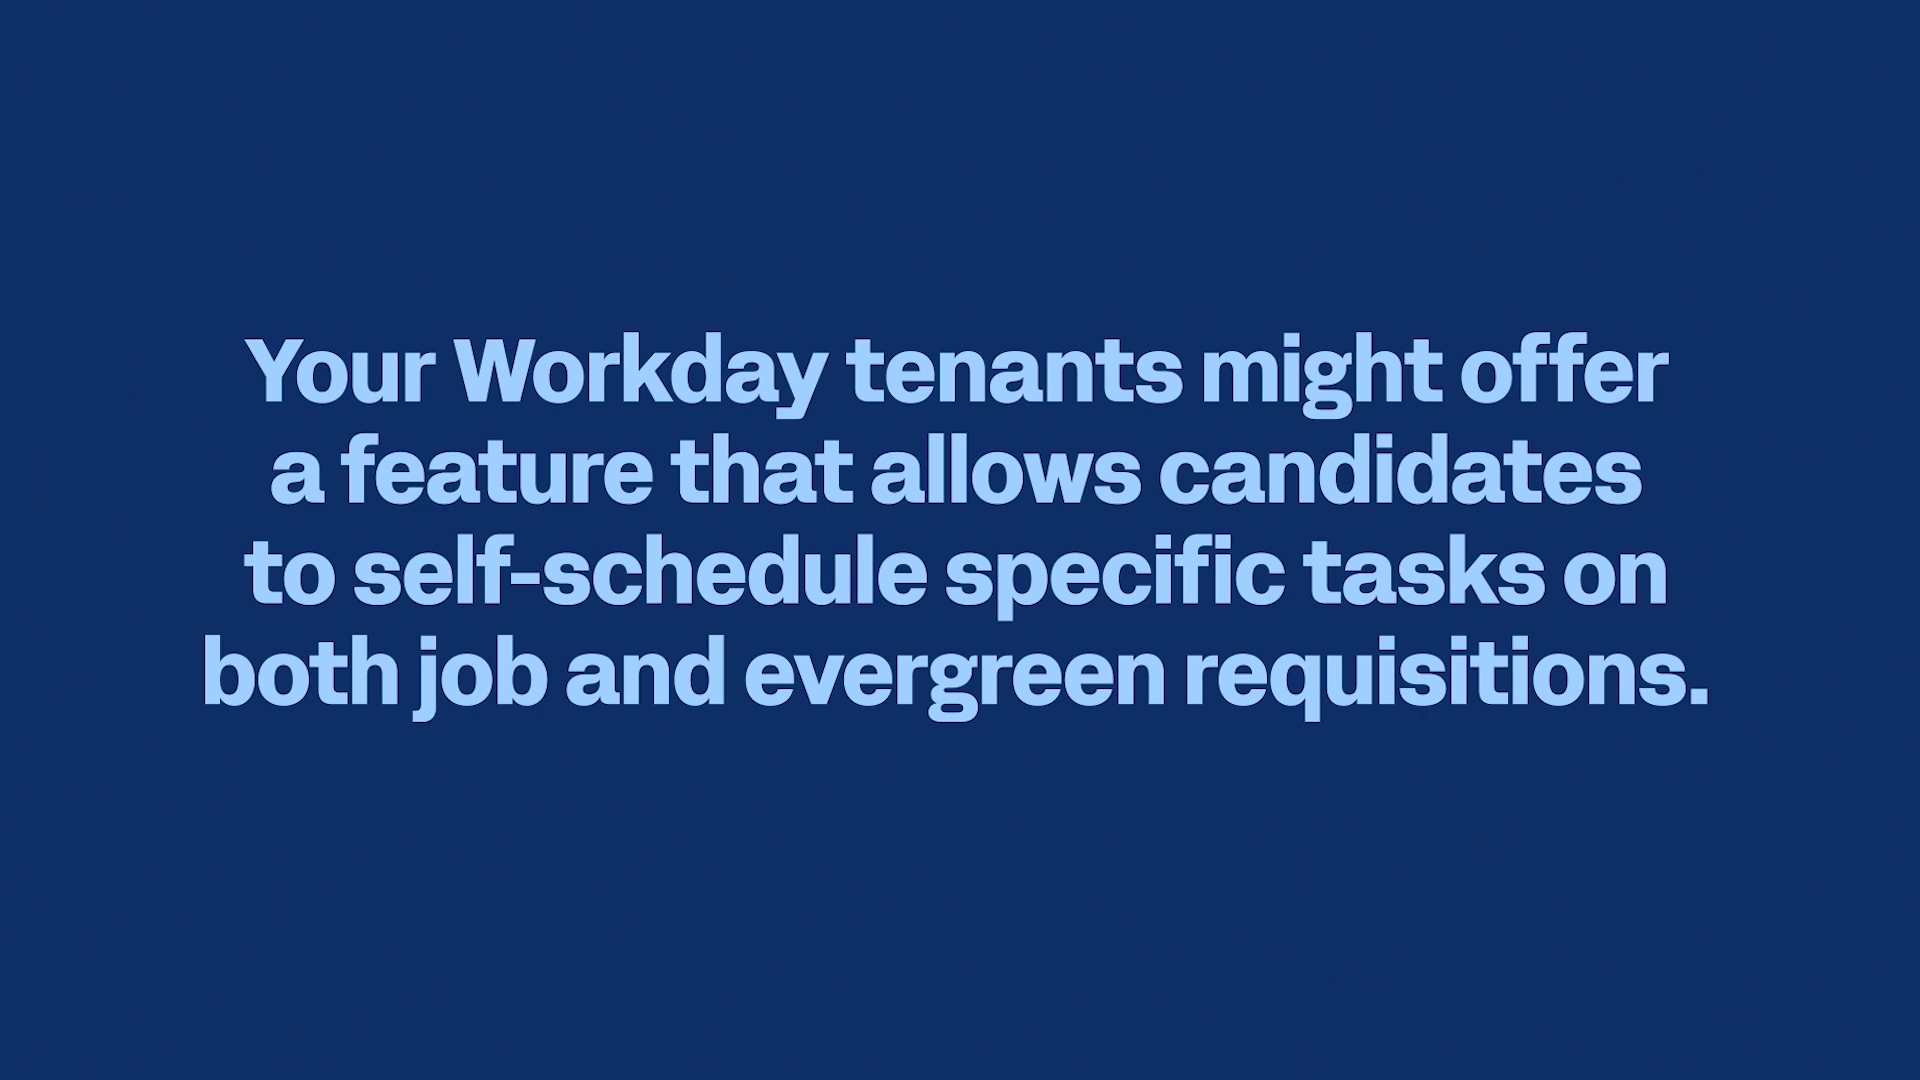 Your Workday tenants might offer
a feature that allows candidates
to self-schedule specific tasks on
both job and evergreen requisitions.